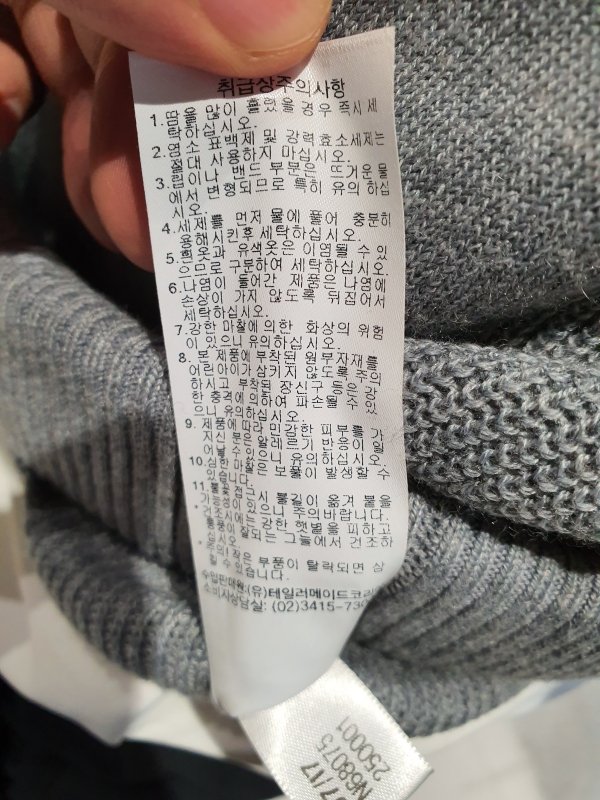 취급상주의사항
1.땀을 많이 흘렸을 경우 즉시 세
탁하십시오.
2.염소 표백제 및 강력효소세제는
절대 사용하지 마십시오.
3.랍이나 밴드 부분은 뜨거운 물
에서 변형되므로 특히 유의 하십
시오.
4.세제를 먼저 물에 풀어 충분히
용해시킨후 세탁하십시오.
5.흰옷과 유색옷은 이염될 수 있
으므로 구분하여 세탁하십시오.
6.나염이 들어간 제품은 나염에
손상이 가지 않도록 뒤집어서
세탁하십시오.
7.강한 마찰에 의한 화상의 위험
이 있으니 유의하십시오.
8. 본 제품에 부착된 원부자재를
어린아이가 삼키지 않도록 주의
하시고 부착된 장신구 등은 강
한 충격에 의하여 파손될 수 있
으니 유의하십시오.
9. 제품에 따라 민감한 피부를 가
지신 분은 알레르기 반응이 일
어날 수 있으니 유의하십시오.
10.심한 마찰은 보풀이 발생할 수
있습니다.
11.불꽃 접근시 불길이 옮겨 붙을
가능성이 있으니 주의바랍니다.
*건조시에는 강한 햇볕을 피하고
통풍이 잘되는 그늘에서 건조하
십시오
*주의! 작은 부품이 탈락되면 삼
킬 수 있습니다.
수입판매원:(유)테일러메이드코리
소비자상담실: (02)3415-73
7/17
N68075
250001